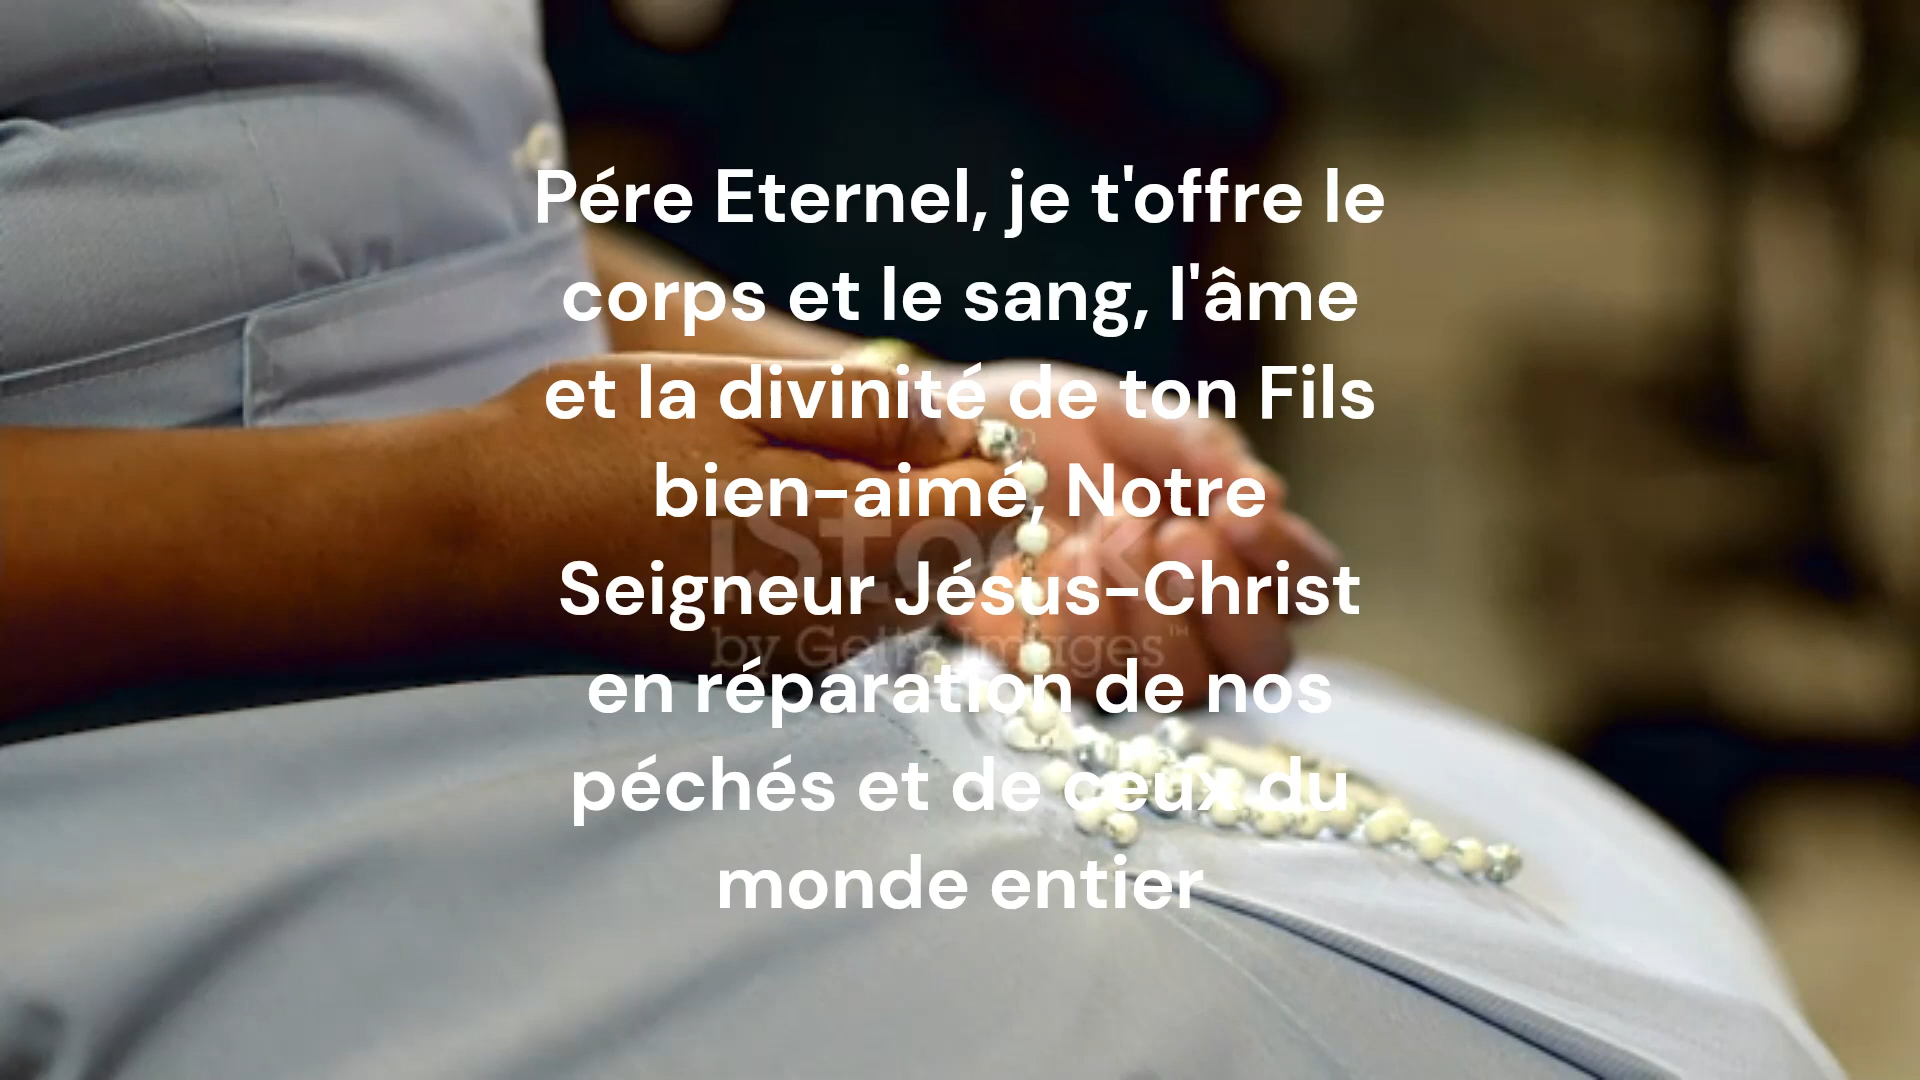 Pére Eternel, je t'offre le
corps et le sang, l'âme
et la divinité de ton Fils
bien-aimé, Notre
Seigneur Jésus-Christ
en réparation de nos
péchés et de ceux du
monde entier
iStock
by Getty Images™